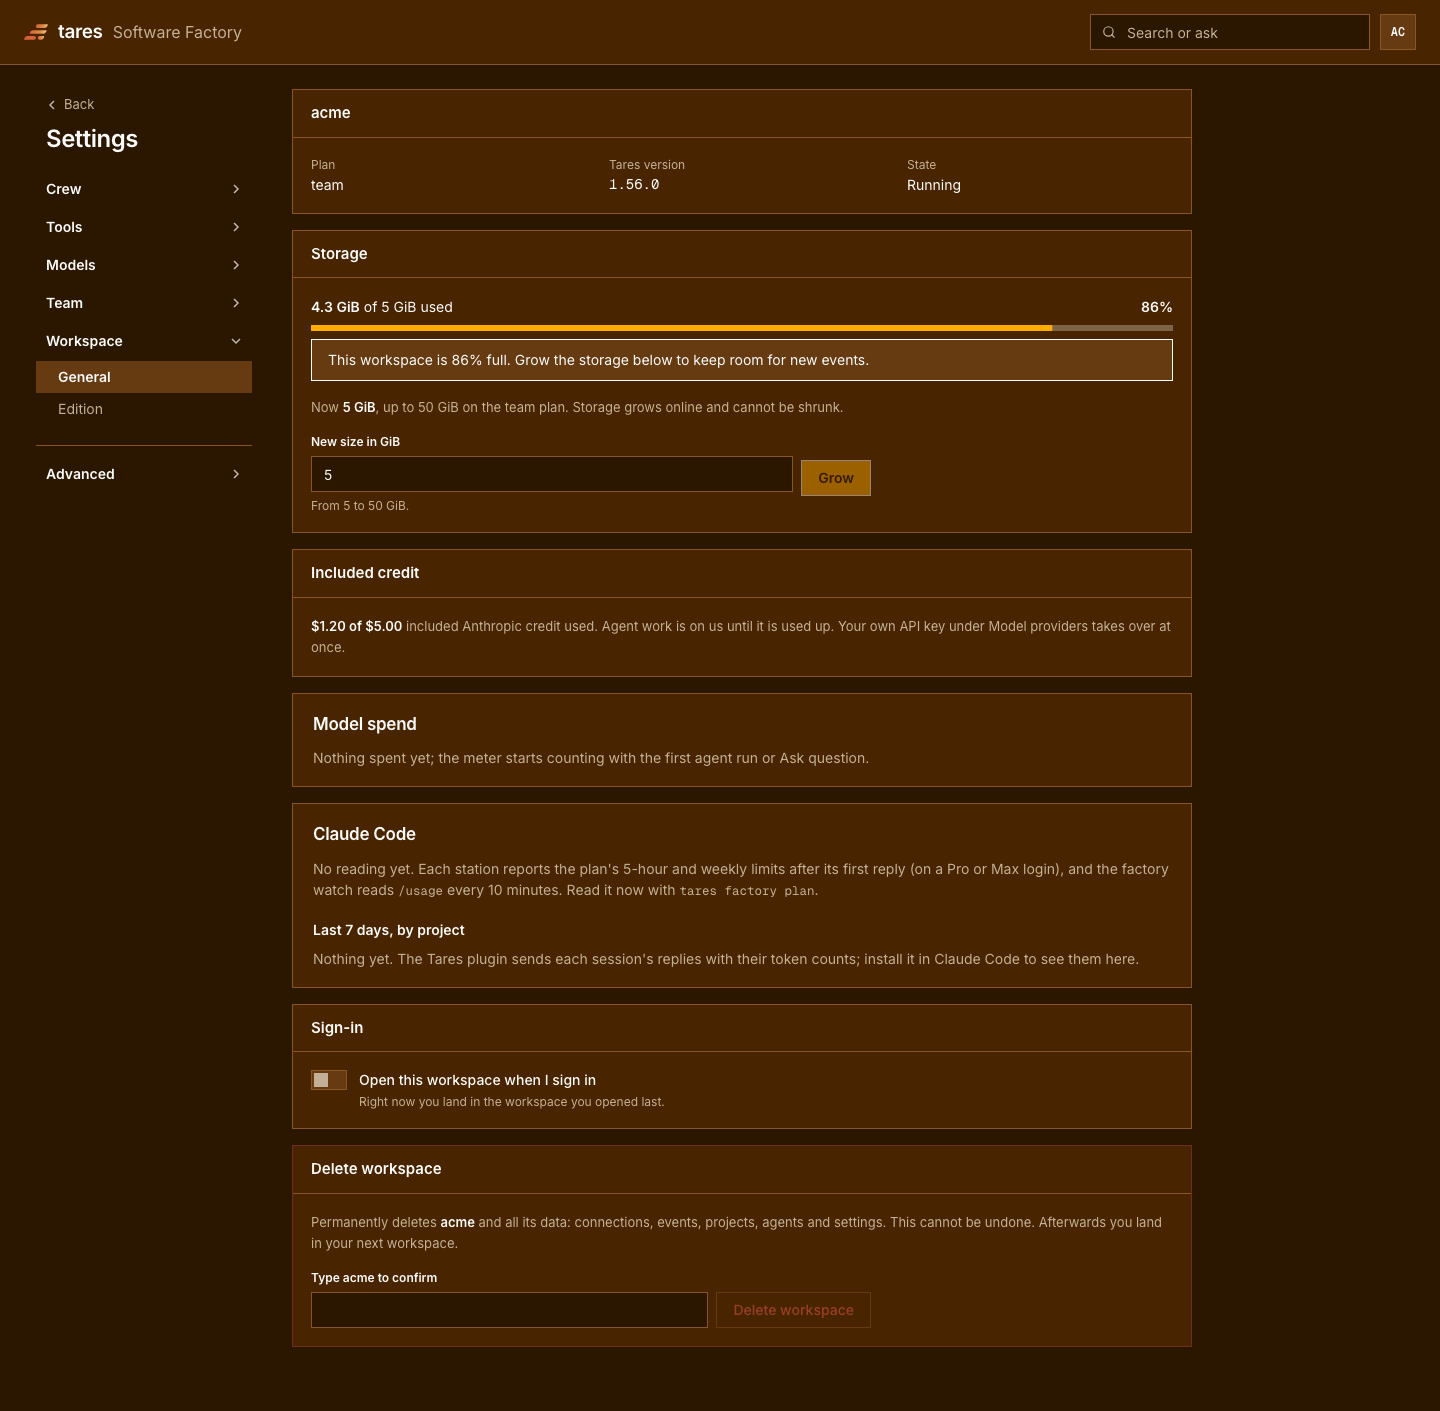 tares Software Factory
Search or ask
AC
Back
Settings
Crew
Tools
Models
Team
Workspace
General
Edition
Advanced
acme
Plan
team
Tares version
1.56.0
State
Running
Storage
4.3 GiB of 5 GiB used
86%
This workspace is 86% full. Grow the storage below to keep room for new events.
Now 5 GiB, up to 50 GiB on the team plan. Storage grows online and cannot be shrunk.
New size in GiB
5
Grow
From 5 to 50 GiB.
Included credit
$1.20 of $5.00 included Anthropic credit used. Agent work is on us until it is used up. Your own API key under Model providers takes over at
once.
Model spend
Nothing spent yet; the meter starts counting with the first agent run or Ask question.
Claude Code
No reading yet. Each station reports the plan's 5-hour and weekly limits after its first reply (on a Pro or Max login), and the factory
watch reads /usage every 10 minutes. Read it now with tares factory plan.
Last 7 days, by project
Nothing yet. The Tares plugin sends each session's replies with their token counts; install it in Claude Code to see them here.
Sign-in
Open this workspace when I sign in
Right now you land in the workspace you opened last.
Delete workspace
Permanently deletes acme and all its data: connections, events, projects, agents and settings. This cannot be undone. Afterwards you land
in your next workspace.
Type acme to confirm
Delete workspace